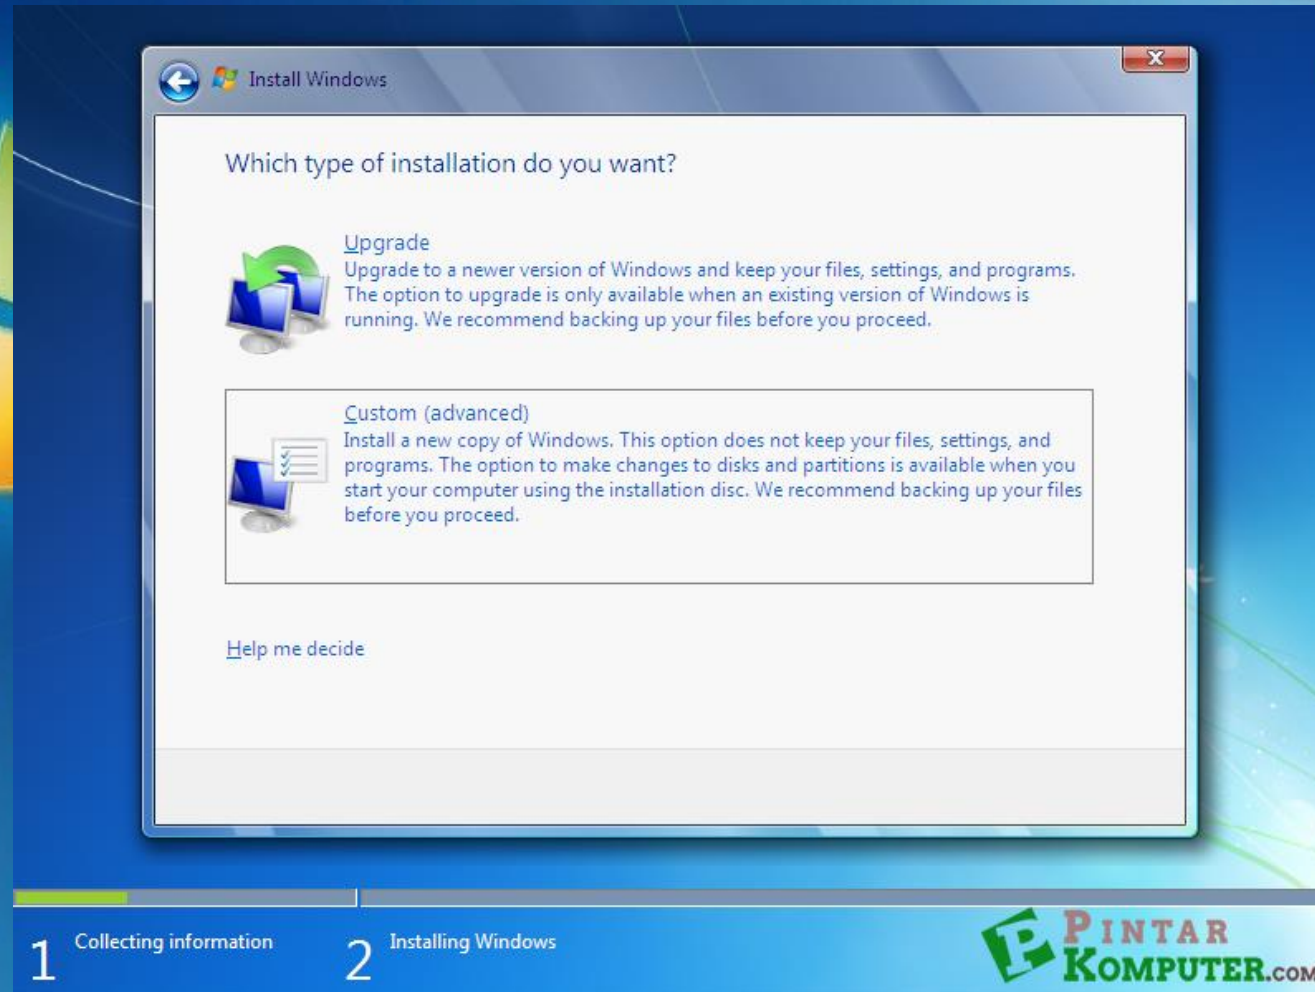 Install Windows
Which type of installation do you want?
Upgrade
Upgrade to a newer version of Windows and keep your files, settings, and programs.
The option to upgrade is only available when an existing version of Windows is
running. We recommend backing up your files before you proceed.
Custom (advanced)
Install a new copy of Windows. This option does not keep your files, settings, and
programs. The option to make changes to disks and partitions is available when you
start your computer using the installation disc. We recommend backing up your files
before you proceed.
Help me decide
1 Collecting information
2 Installing Windows
PINTAR
KOMPUTER.COM